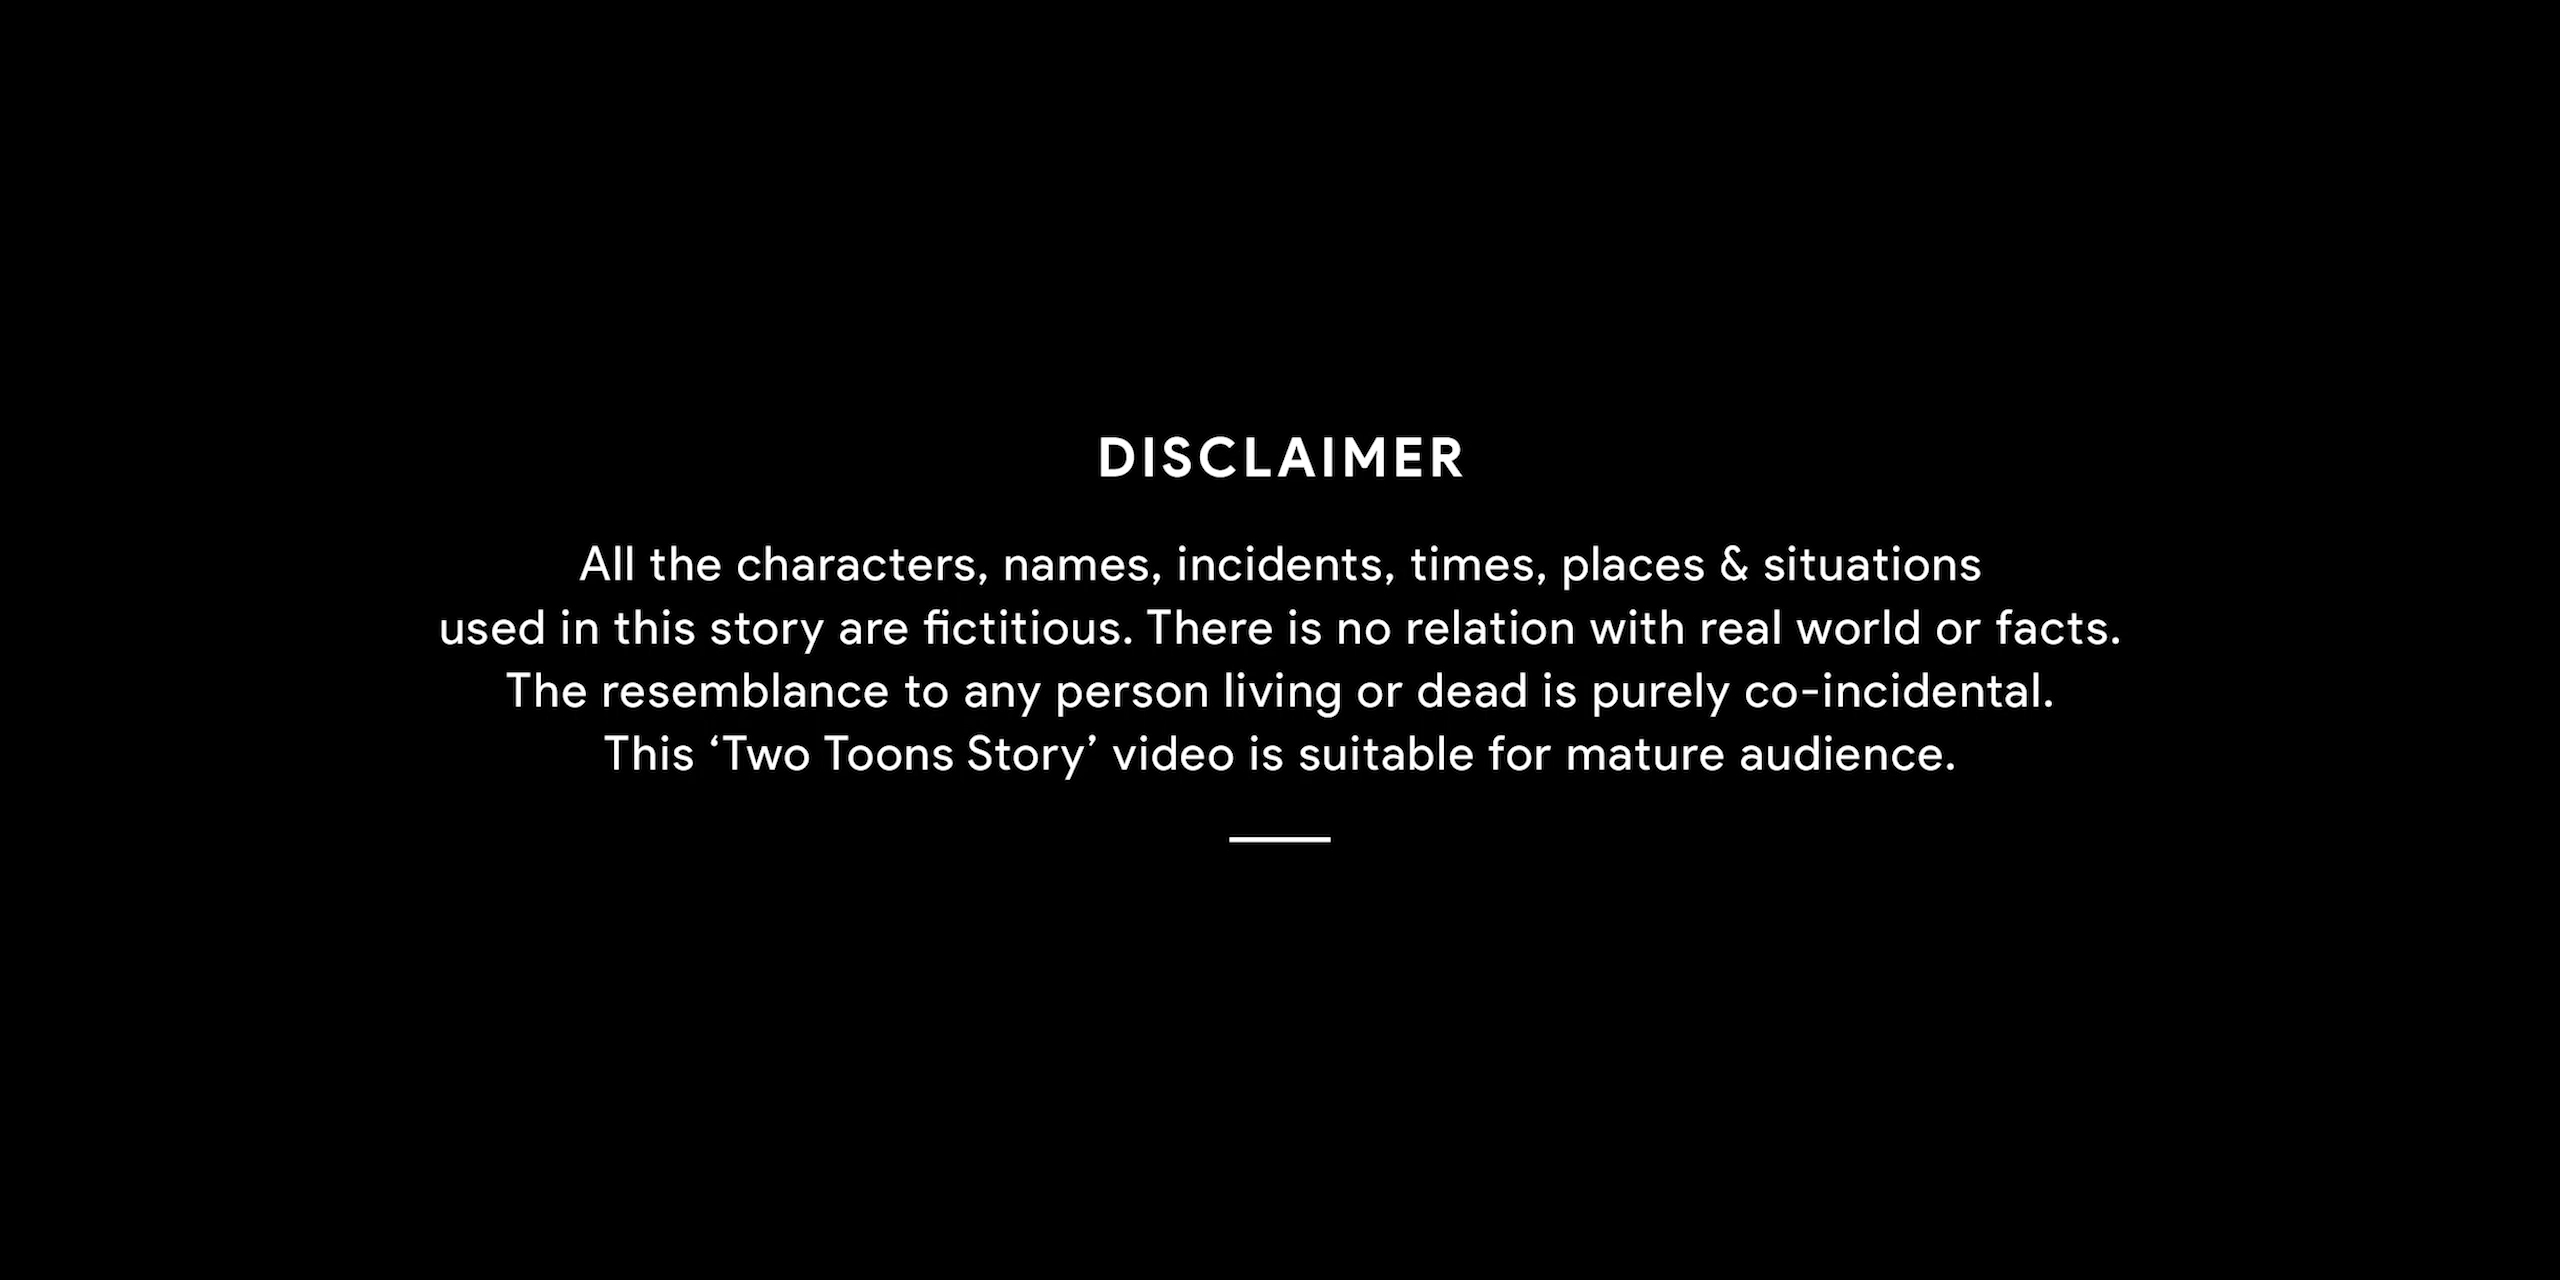 DISCLAIMER
All the characters, names, incidents, times, places & situations
used in this story are fictitious. There is no relation with real world or facts.
The resemblance to any person living or dead is purely co-incidental.
This ‘Two Toons Story’ video is suitable for mature audience.